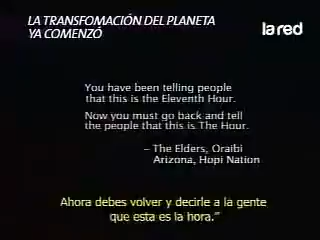 LA TRANSFOMACIÓN DEL PLANETA
YA COMENZÓ
la red
You have been telling people
that this is the Eleventh Hour.
Now you must go back and tell
the people that this is The Hour.
– The Elders, Oraibi
Arizona, Hopi Nation
Ahora debes volver y decirle a la gente
que esta es la hora.”